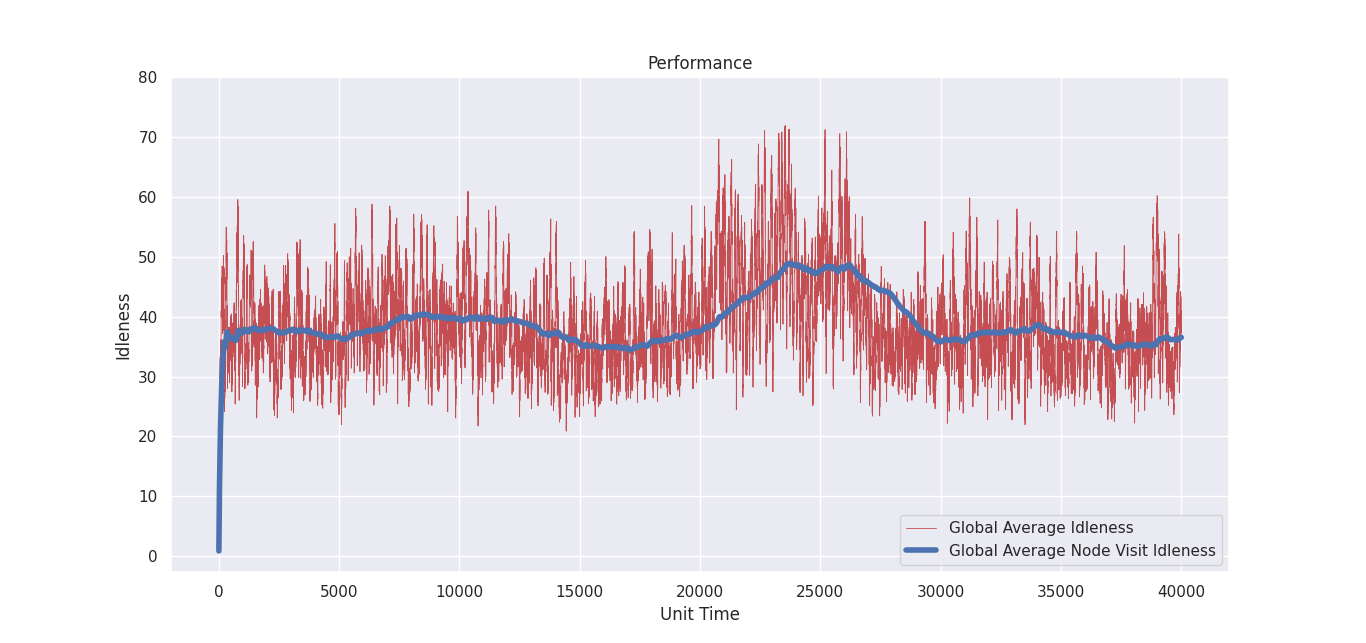 Performance
80
70
60
50
40
30
20
10
0
Idleness
Global Average Idleness
Global Average Node Visit Idleness
0 5000 10000 15000 20000 25000 30000 35000 40000
Unit Time